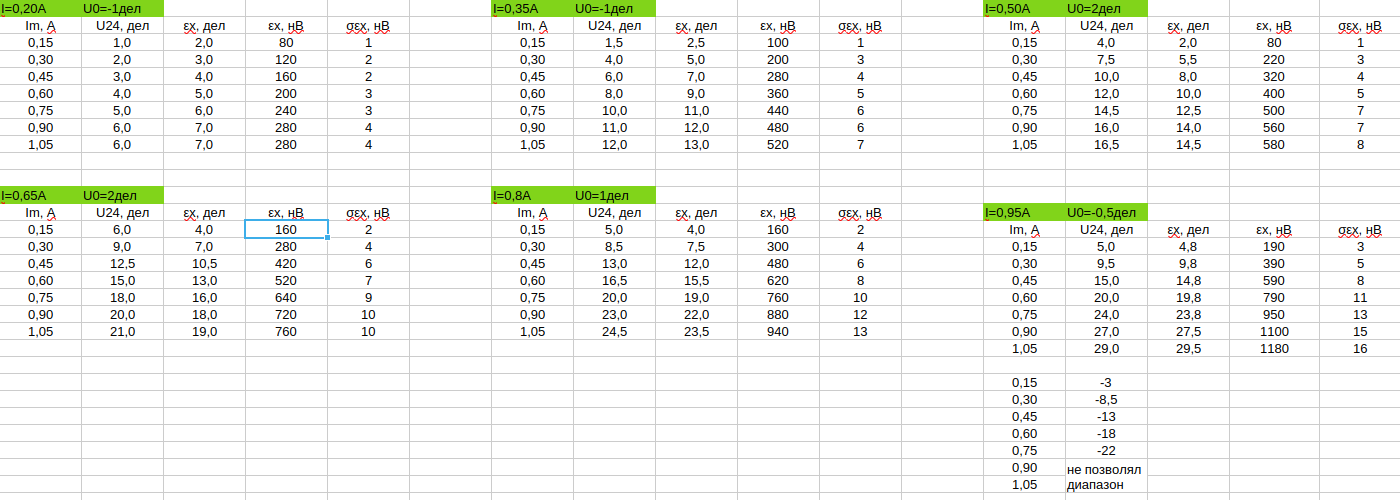 I=0,20A U0=-1дел I=0,35A U0=-1дел I=0,50A U0=2дел
Im, A U24, дел εx, дел εx, нВ σεx, нВ Im, A U24, дел εx, дел εx, нВ σεx, нВ Im, A U24, дел εx, дел εx, нВ σεx, нВ
0,15 1,0 2,0 80 1 0,15 1,5 2,5 100 1 0,15 4,0 2,0 80 1
0,30 2,0 3,0 120 2 0,30 4,0 5,0 200 3 0,30 7,5 5,5 220 3
0,45 3,0 4,0 160 2 0,45 6,0 7,0 280 4 0,45 10,0 8,0 320 4
0,60 4,0 5,0 200 3 0,60 8,0 9,0 360 5 0,60 12,0 10,0 400 5
0,75 5,0 6,0 240 3 0,75 10,0 11,0 440 6 0,75 14,5 12,5 500 7
0,90 6,0 7,0 280 4 0,90 11,0 12,0 480 6 0,90 16,0 14,0 560 7
1,05 6,0 7,0 280 4 1,05 12,0 13,0 520 7 1,05 16,5 14,5 580 8
I=0,65A U0=2дел I=0,8A U0=1дел
Im, A U24, дел εx, дел εx, нВ σεx, нВ Im, A U24, дел εx, дел εx, нВ σεx, нВ I=0,95A U0=-0,5дел
0,15 6,0 4,0 160 2 0,15 5,0 4,0 160 2 Im, A U24, дел εx, дел εx, нВ σεx, нВ
0,30 9,0 7,0 280 4 0,30 8,5 7,5 300 4 0,15 5,0 4,8 190 3
0,45 12,5 10,5 420 6 0,45 13,0 12,0 480 6 0,30 9,5 9,8 390 5
0,60 15,0 13,0 520 7 0,60 16,5 15,5 620 8 0,45 15,0 14,8 590 8
0,75 18,0 16,0 640 9 0,75 20,0 19,0 760 10 0,60 20,0 19,8 790 11
0,90 20,0 18,0 720 10 0,90 23,0 22,0 880 12 0,75 24,0 23,8 950 13
1,05 21,0 19,0 760 10 1,05 24,5 23,5 940 13 0,90 27,0 27,5 1100 15
1,05 29,0 29,5 1180 16
0,15 -3
0,30 -8,5
0,45 -13
0,60 -18
0,75 -22
0,90 не позволял
1,05 диапазон